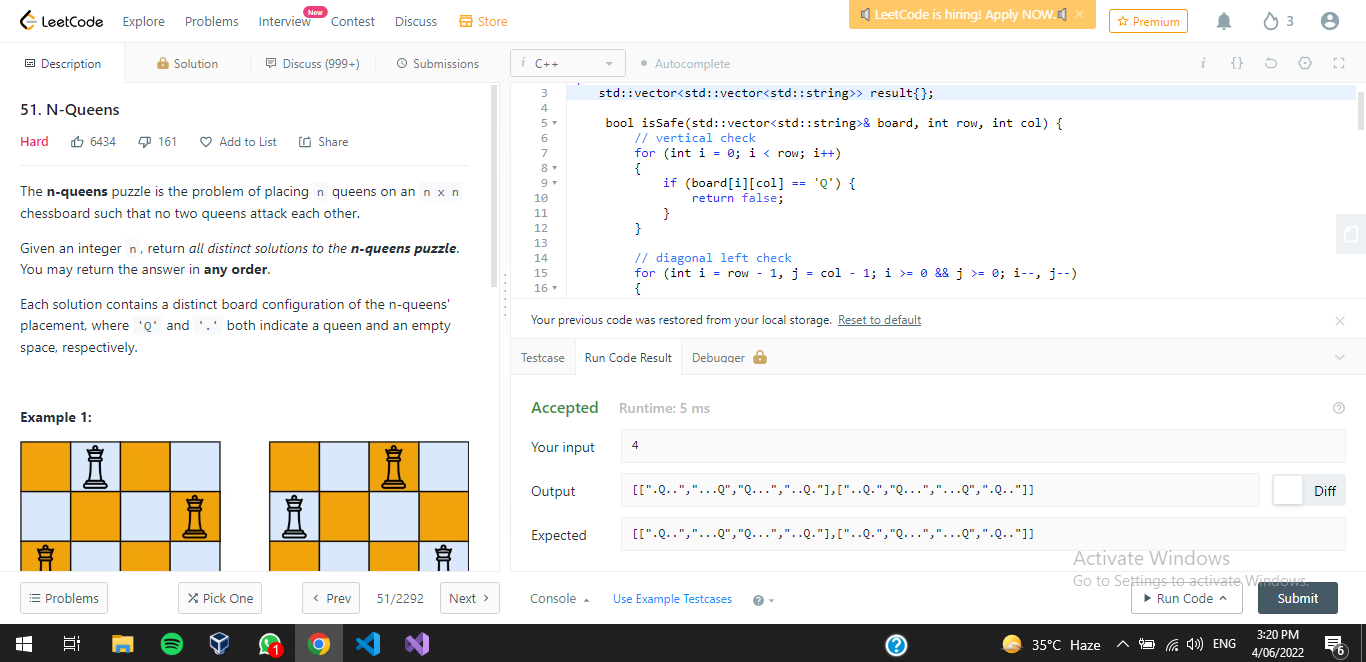 LeetCode
Explore
Problems
Interview
New
Contest
Discuss
Store
LeetCode is hiring! Apply NOW.
Premium
3
Description
Solution
Discuss (999+)
Submissions
i C++
Autocomplete
51. N-Queens
Hard
6434
161
Add to List
Share
The n-queens puzzle is the problem of placing n queens on an n x n
chessboard such that no two queens attack each other.
Given an integer n, return all distinct solutions to the n-queens puzzle.
You may return the answer in any order.
Each solution contains a distinct board configuration of the n-queens'
placement, where 'Q' and '.' both indicate a queen and an empty
space, respectively.
Example 1:
Problems
Pick One
Prev
51/2292
Next
3 std::vector<std::vector<std::string>> result{};
4
5 bool isSafe(std::vector<std::string>& board, int row, int col) {
6 // vertical check
7 for (int i = 0; i < row; i++)
8 {
9 if (board[i][col] == 'Q') {
10 return false;
11 }
12 }
13
14 // diagonal left check
15 for (int i = row - 1, j = col - 1; i >= 0 && j >= 0; i--, j--)
16 {
Your previous code was restored from your local storage. Reset to default
Testcase
Run Code Result
Debugger
Accepted
Runtime: 5 ms
Your input
4
Output
[[".Q..","...Q","Q...","..Q."],["..Q.","Q...","...Q",".Q.."]]
Diff
Expected
[[".Q..","...Q","Q...","..Q."],["..Q.","Q...","...Q",".Q.."]]
Activate Windows
Go to Settings to activate Windows.
Console
Use Example Testcases
Run Code
Submit
1
35°C Haze
ENG
3:20 PM
4/06/2022
6